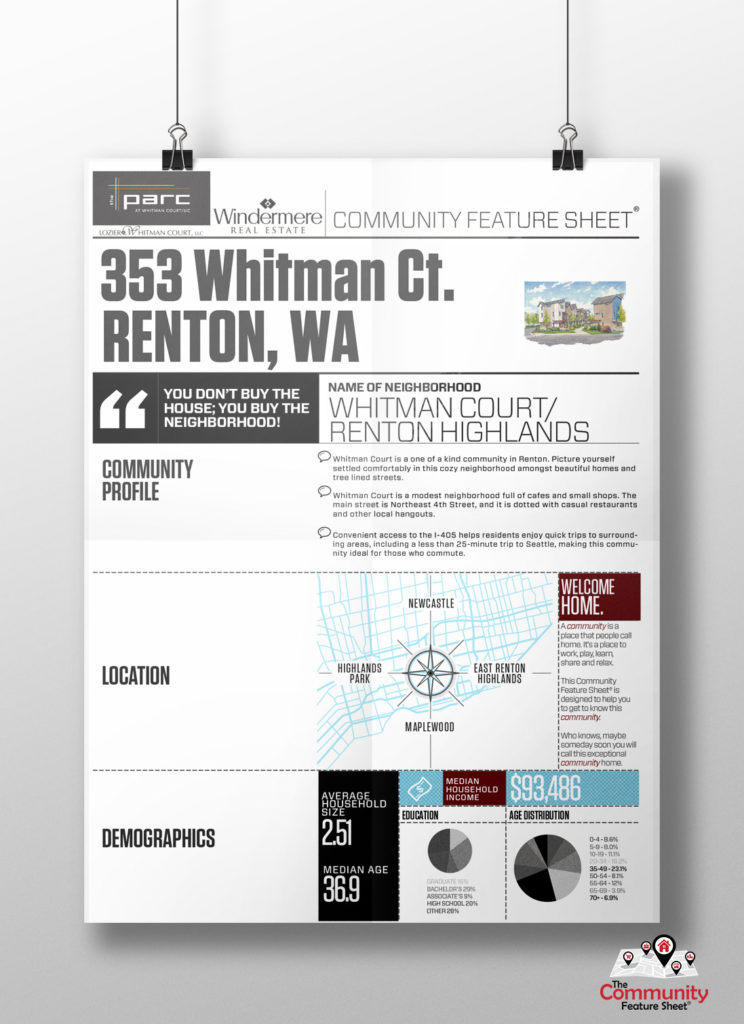 the
parc
AT WHITMAN COURT/SIC
LOZIER@WHITMAN COURT, LLC
Windermere
REAL ESTATE
COMMUNITY FEATURE SHEET®
353 Whitman Ct.
RENTON, WA
“
YOU DON'T BUY THE
HOUSE; YOU BUY THE
NEIGHBORHOOD!
NAME OF NEIGHBORHOOD
WHITMAN COURT/
RENTON HIGHLANDS
COMMUNITY
PROFILE
Whitman Court is a one of a kind community in Renton. Picture yourself
settled comfortably in this cozy neighborhood amongst beautiful homes and
tree lined streets.
Whitman Court is a modest neighborhood full of cafes and small shops. The
main street is Northeast 4th Street, and it is dotted with casual restaurants
and other local hangouts.
Convenient access to the I-405 helps residents enjoy quick trips to surround-
ing areas, including a less than 25-minute trip to Seattle, making this commu-
nity ideal for those who commute.
LOCATION
NEWCASTLE
HIGHLANDS
PARK
EAST RENTON
HIGHLANDS
MAPLEWOOD
WELCOME
HOME.
A community is a
place that people call
home. It's a place to
work, play, learn,
share and relax.
This Community
Feature Sheet® is
designed to help you
to get to know this
community.
Who knows, maybe
someday soon you will
call this exceptional
community home.
DEMOGRAPHICS
AVERAGE
HOUSEHOLD
SIZE
2.51
MEDIAN AGE
36.9
MEDIAN
HOUSEHOLD
INCOME
$93,486
EDUCATION
GRADUATE 16%
BACHELOR'S 29%
ASSOCIATE'S 9%
HIGH SCHOOL 20%
OTHER 26%
AGE DISTRIBUTION
0-4 - 8.6%
5-9 - 8.0%
10-19 - 11.1%
20-34 - 18.2%
35-49 - 23.1%
50-54 - 8.1%
55-64 - 12%
65-69 - 3.9%
70+ - 6.9%
The
Community
Feature Sheet®